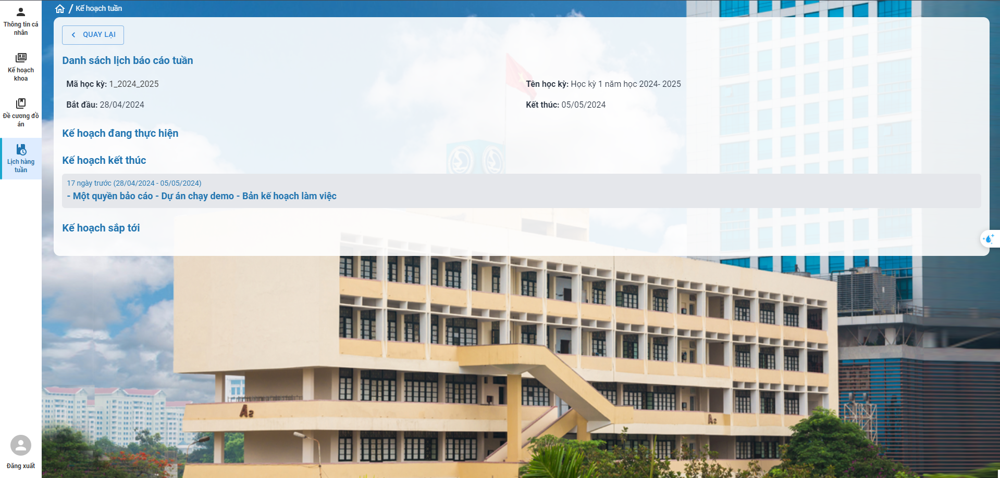 Kế hoạch tuần
Thông tin cá
nhân
Kế hoạch
khoa
Đề cương đồ
án
Lịch hàng
tuần
Đăng xuất
QUAY LẠI
Danh sách lịch báo cáo tuần
Mã học kỳ: 1_2024_2025
Tên học kỳ: Học kỳ 1 năm học 2024- 2025
Bắt đầu: 28/04/2024
Kết thúc: 05/05/2024
Kế hoạch đang thực hiện
Kế hoạch kết thúc
17 ngày trước (28/04/2024 - 05/05/2024)
- Một quyền bảo cáo - Dự án chạy demo - Bản kế hoạch làm việc
Kế hoạch sắp tới